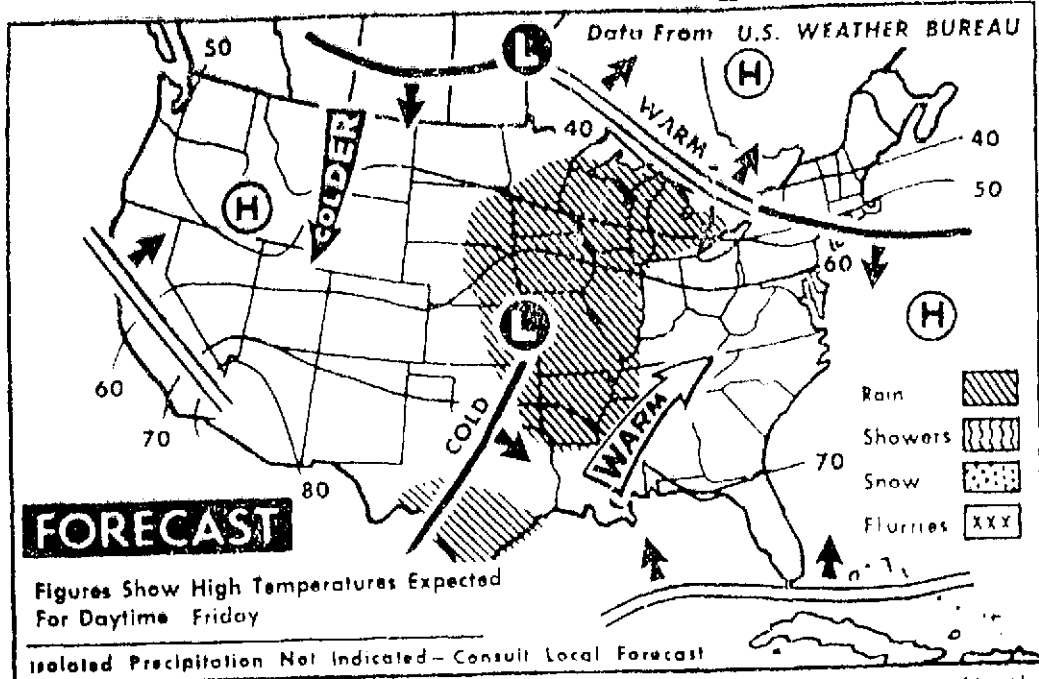 Data From U.S. WEATHER BUREAU
50
L
H
WARM
COLDER
40
40
50
H
60
L
H
60
COLD
WARM
70
70
80
Rain
Showers
Snow
Flurries XXX
FORECAST
Figures Show High Temperatures Expected
For Daytime Friday
Isolated Precipitation Not Indicated – Consult Local Forecast